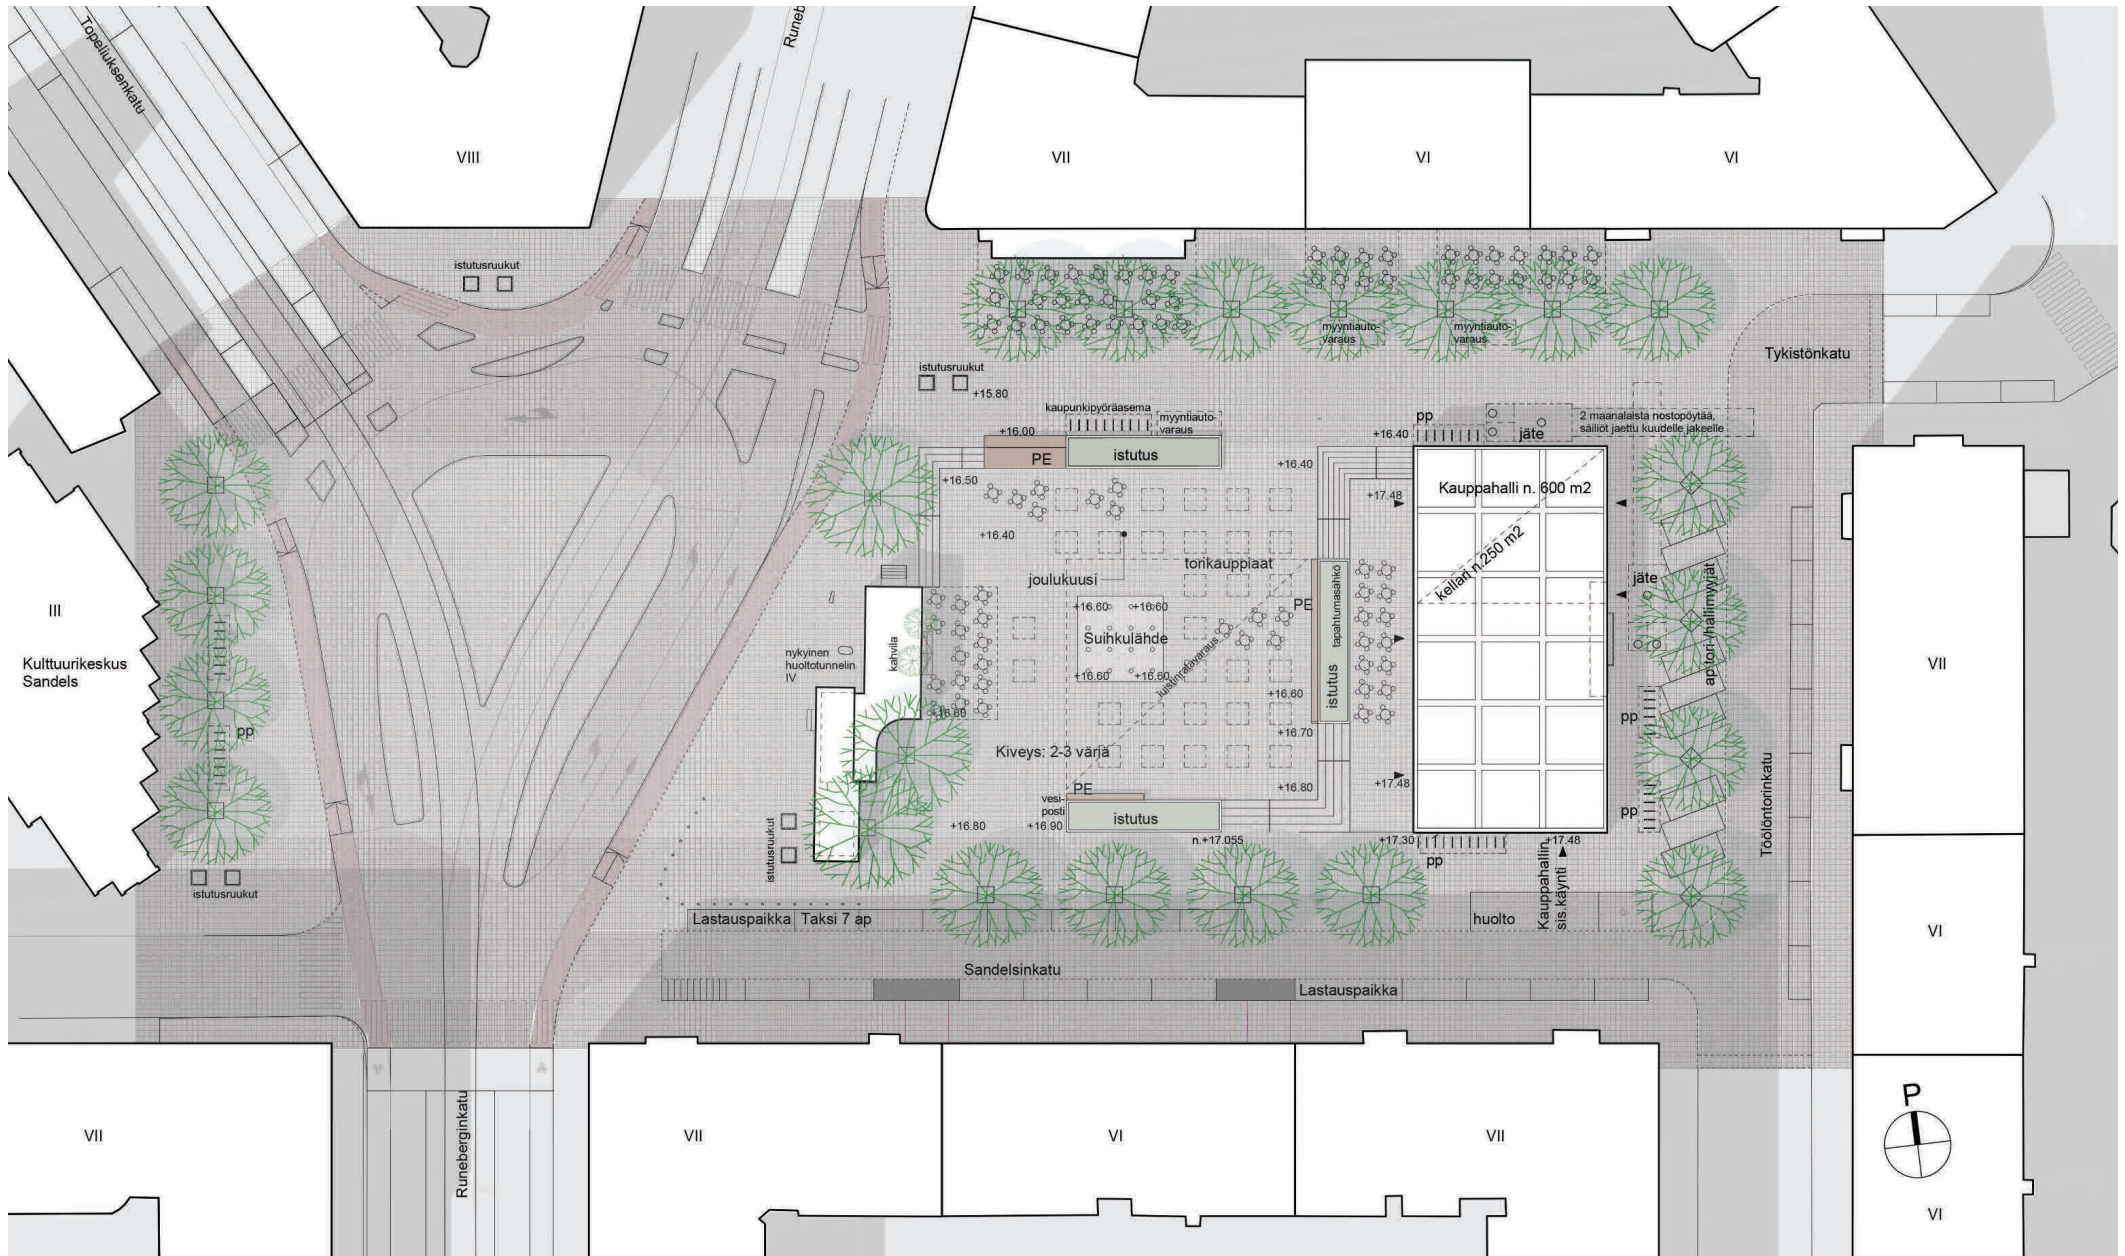 Topeliuksenkatu
Runeb
VIII
VII
VI
VI
istutusruukut
myyntiauto-
varaus
myyntiauto-
varaus
Tykistönkatu
istutusruukut
+15.80
kaupunkipyöräasema
myyntiauto-
varaus
pp
2 maanalaista nostopöytää,
säiliöt jaettu kuudelle jakeelle
jäte
+16.00
+16.40
PE
istutus
+16.40
+16.50
+17.48
Kauppahalli n. 600 m2
kellari n.250 m2
+16.40
joulukuusi
torikauppiaat
PE
tapahtumasähkö
istutus
jäte
ap/tori-/hallimyyjät
III
Kulttuurikeskus
Sandels
+16.60
+16.60
Suihkulähde
+16.60
+16.60
luistinratavaraus
nykyinen
huoltotunnelin
IV
kahvila
+16.60
+16.60
VII
pp
pp
+16.70
Kiveys: 2-3 väriä
+17.48
+16.80
PE
vesi-
posti
istutus
pp
Töölöntorinkatu
istutusruukut
+16.80
+16.90
n.+17.055
+17.30
+17.48
pp
Kauppahallin
sis.käynti
istutusruukut
Lastauspaikka
Taksi 7 ap
huolto
VI
Sandelsinkatu
Lastauspaikka
Runeberginkatu
VII
VII
VI
VII
P
VI